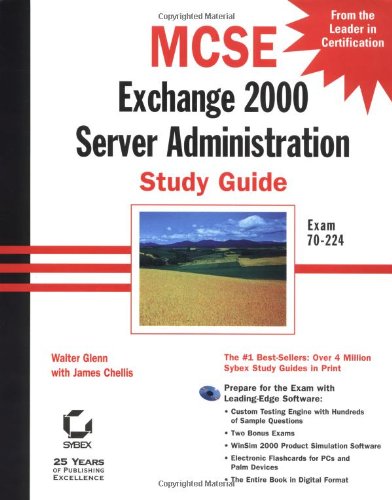 From the
Leader in
Certification
MCSE
Exchange 2000
Server Administration
Study Guide
Exam
70-224
Walter Glenn
with James Chellis
The #1 Best-Sellers: Over 4 Million
Sybex Study Guides in Print
Prepare for the Exam with
Leading-Edge Software:
• Custom Testing Engine with Hundreds
of Sample Questions
• Two Bonus Exams
• WinSim 2000 Product Simulation Software
• Electronic Flashcards for PCs and
Palm Devices
• The Entire Book in Digital Format
SYBEX
25 YEARS
OF PUBLISHING
EXCELLENCE
Copyrighted Material
Copyrighted Material